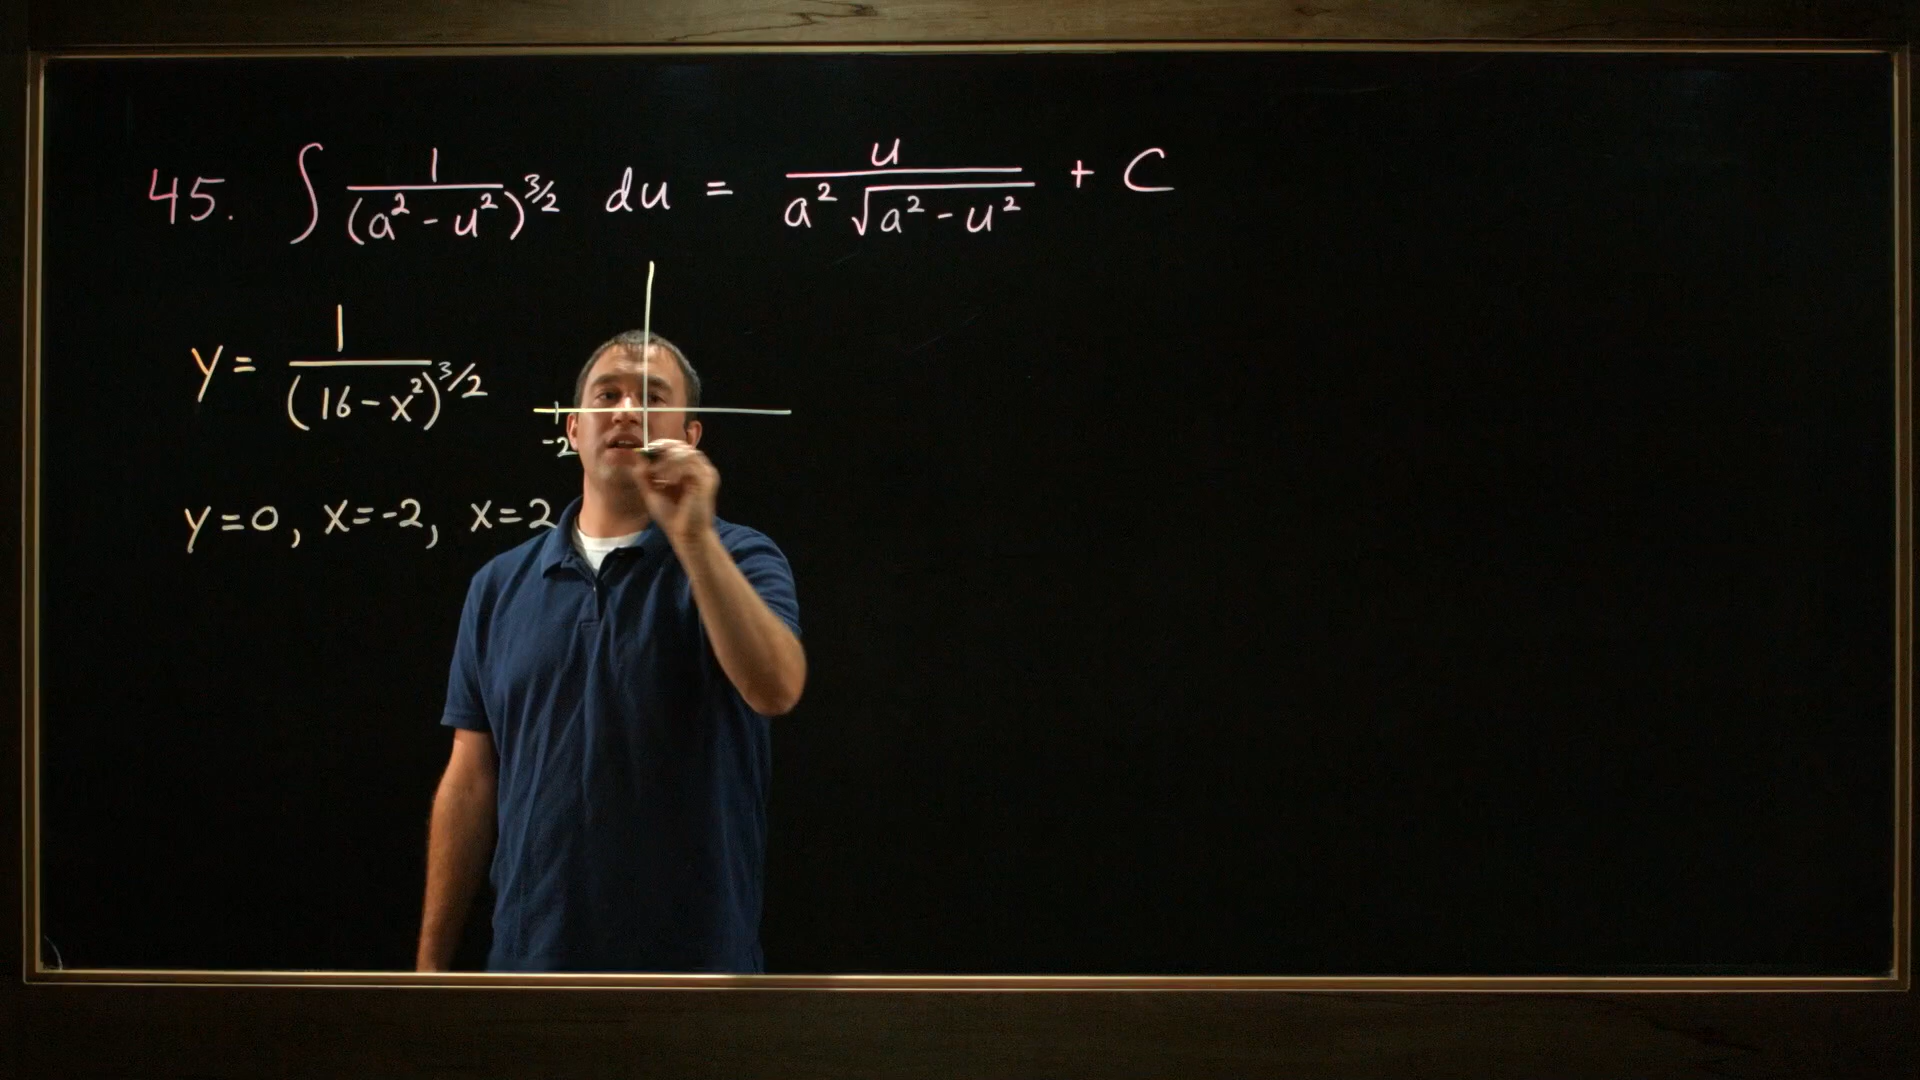 45. ∫ 1/(a² - u²)^3/2 du = u/(a² √(a² - u²)) + C
y = 1/(16 - x²)^3/2
-2
y=0, x=-2, x=2